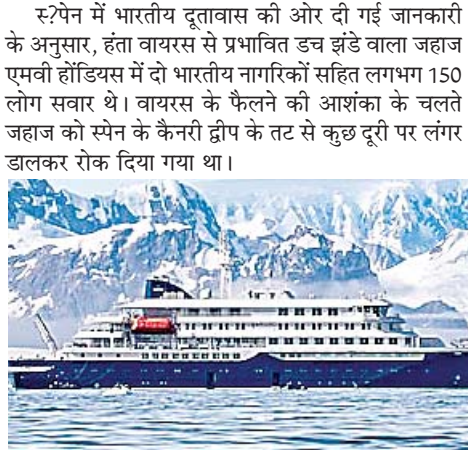 स्?पेन में भारतीय दूतावास की ओर दी गई जानकारी
के अनुसार, हंता वायरस से प्रभावित डच झंडे वाला जहाज
एमवी होंडियस में दो भारतीय नागरिकों सहित लगभग 150
लोग सवार थे। वायरस के फैलने की आशंका के चलते
जहाज को स्पेन के कैनरी द्वीप के तट से कुछ दूरी पर लंगर
डालकर रोक दिया गया था।